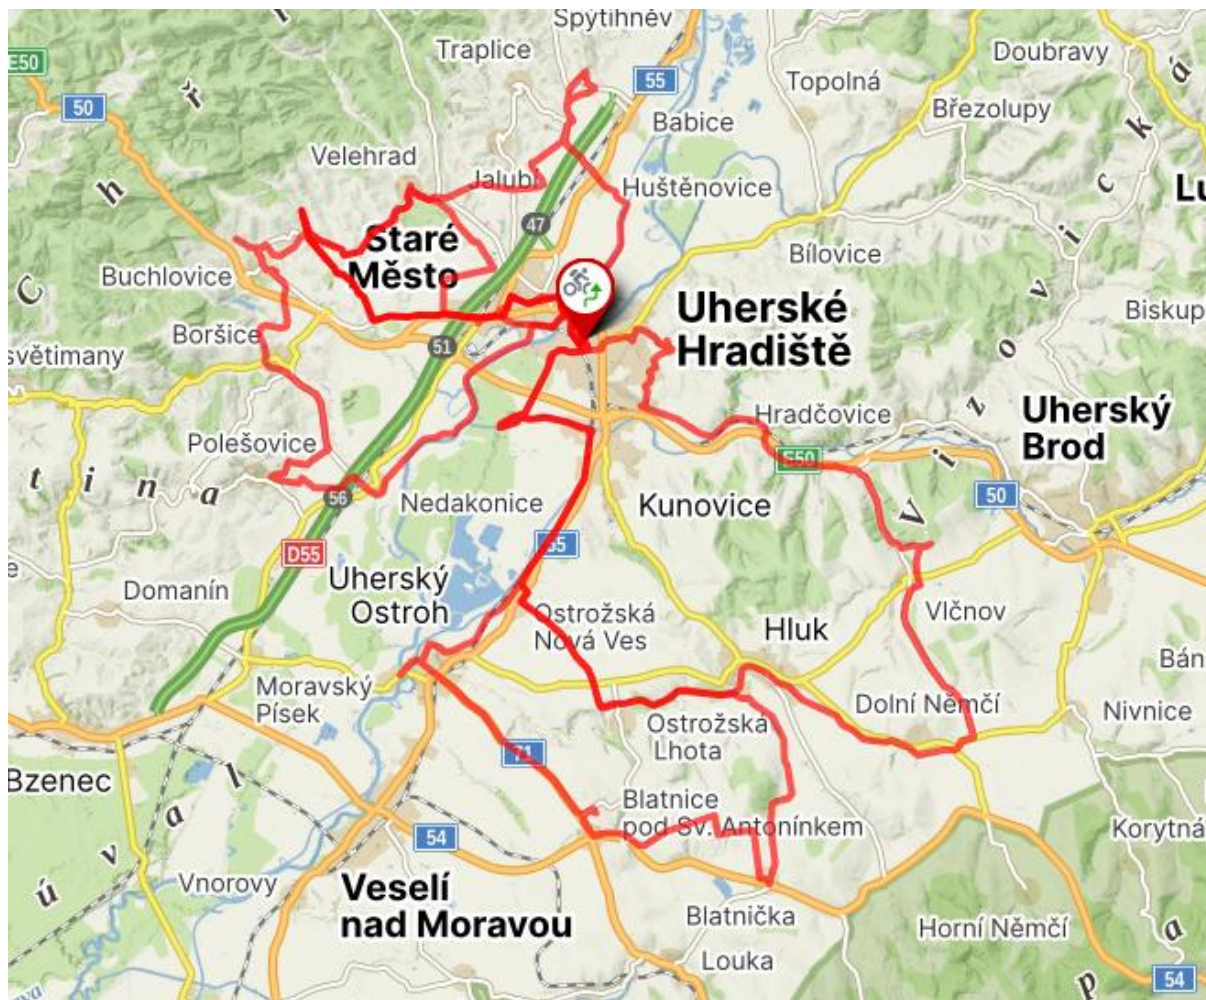 Spytihněv
Traplice
Doubravy
E50
55
Topolná
50
Březolupy
Babice
Velehrad
Jalubí
Huštěnovice
Staré
Město
47
Bílovice
Buchlovice
Uherské
Hradiště
Biskup
Boršice
světimany
51
Hradčovice
Uherský
Brod
Polešovice
E50
50
56
Nedakonice
Kunovice
D55
55
Uherský
Ostroh
Domanín
Ostrožská
Nová Ves
Hluk
Vlčnov
Bán
Moravský
Písek
Dolní Němčí
Nivnice
Ostrožská
Lhota
71
Bzenec
Blatnice
pod Sv. Antonínkem
54
Korytná
Vnorovy
Veselí
nad Moravou
Blatnička
Horní Němčí
Louka
54
C h ř
t i n a
ú v a l
V i z o v i c k á
p a